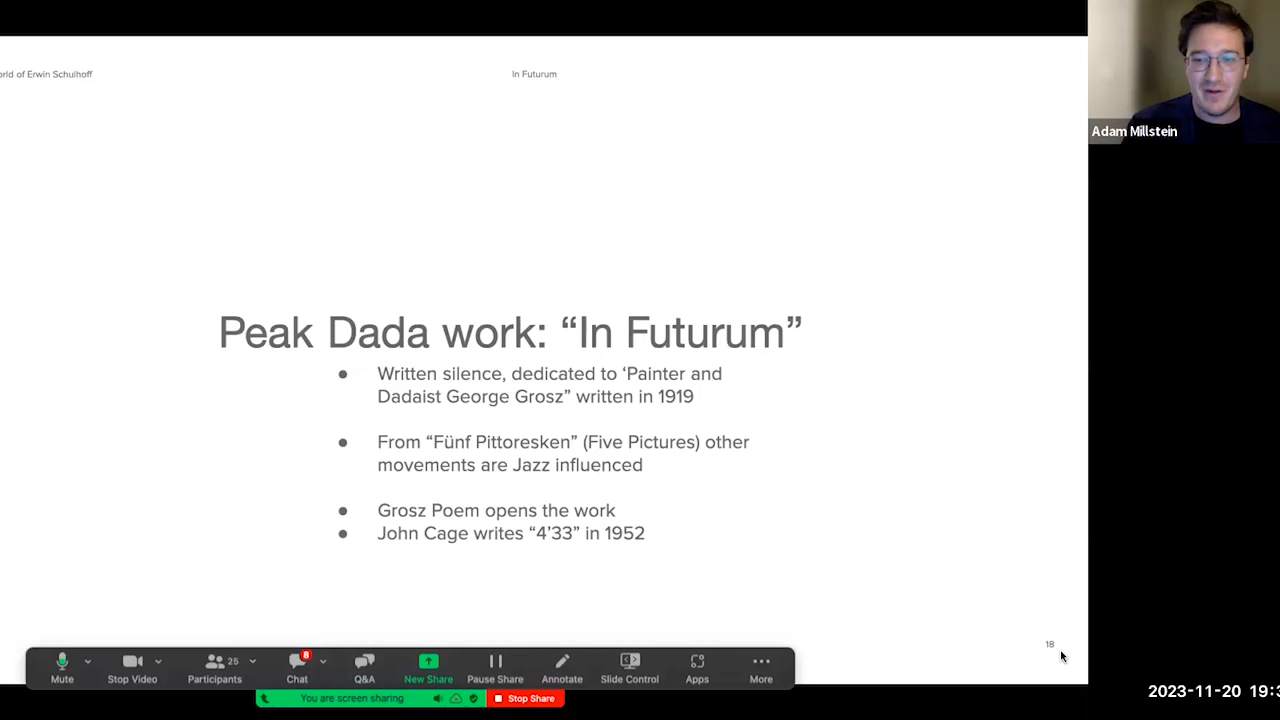 orld of Erwin Schulhoff
In Futurum
Adam Millstein
Peak Dada work: “In Futurum”
● Written silence, dedicated to ‘Painter and
Dadaist George Grosz” written in 1919
● From “Fünf Pittoresken” (Five Pictures) other
movements are Jazz influenced
● Grosz Poem opens the work
● John Cage writes “4’33” in 1952
18
8
25
Mute
Stop Video
Participants
Chat
Q&A
New Share
Pause Share
Annotate
Slide Control
Apps
More
You are screen sharing
Stop Share
2023-11-20 19:3